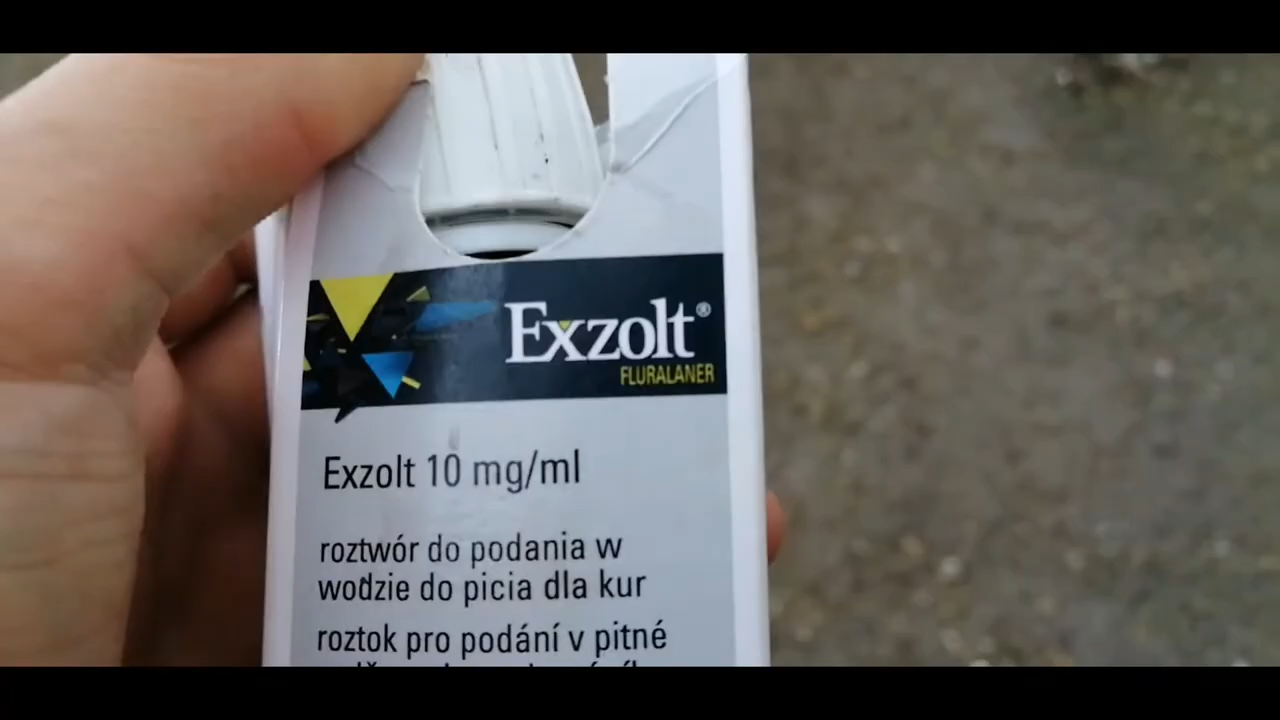 Exzolt®
FLURALANER
Exzolt 10 mg/ml
roztwór do podania w
wodzie do picia dla kur
roztok pro podání v pitné